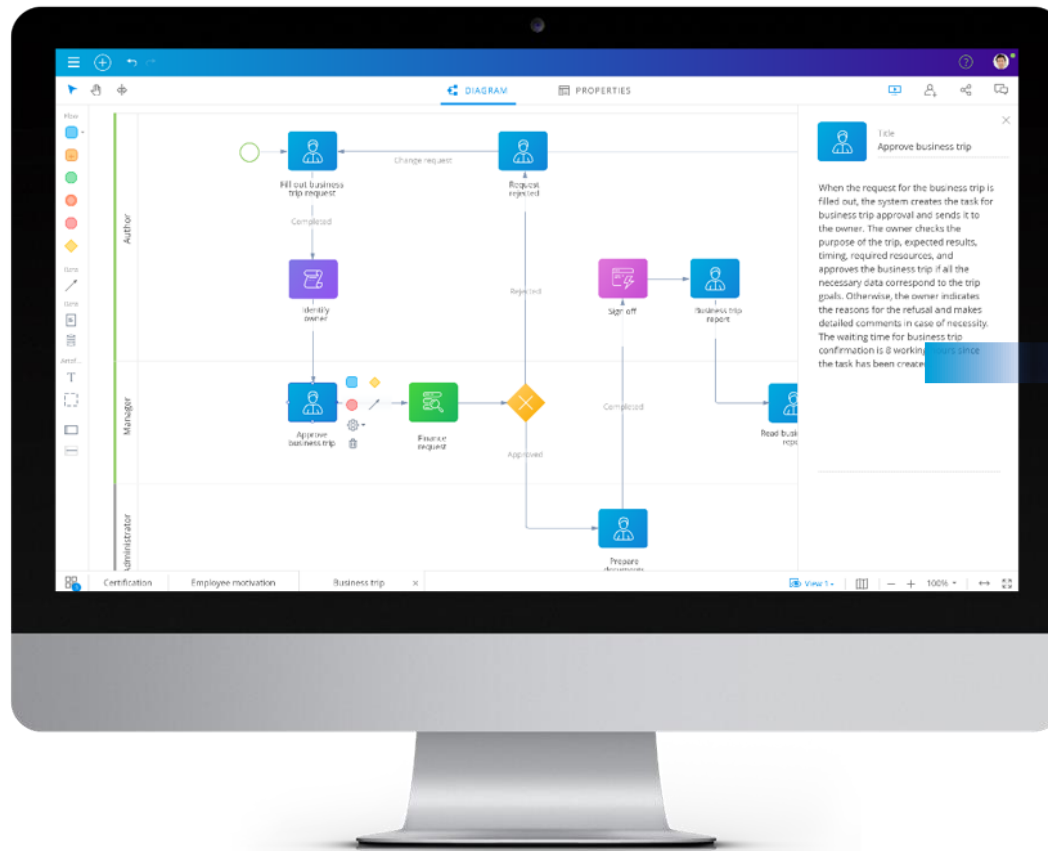 DIAGRAM
PROPERTIES
Title
Approve business trip
When the request for the business trip is
filled out, the system creates the task for
business trip approval and sends it to
the owner. The owner checks the
purpose of the trip, expected results,
timing, required resources, and
approves the business trip if all the
necessary data correspond to the trip
goals. Otherwise, the owner indicates
the reasons for the refusal and makes
detailed comments in case of necessity.
The waiting time for business trip
confirmation is 8 working hours since
the task has been created
Flow
T
Author
Manager
Administrator
Fill out business
trip request
Change request
Request
rejected
Completed
Identify
owner
Rejected
Sign off
Business trip
report
Approve
business trip
Finance
request
Completed
Read busi
repo
Approved
Prepare
documents
Certification
Employee motivation
Business trip
View 1
100%